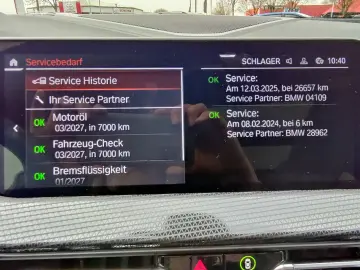 Servicebedarf
SCHLAGER
10:40
Service Historie
Ihr Service Partner
OK Motoröl
03/2027, in 7000 km
OK Fahrzeug-Check
03/2027, in 7000 km
OK Bremsflüssigkeit
01/2027
OK Service:
Am 12.03.2025, bei 26657 km
Service Partner: BMW 04109
OK Service:
Am 08.02.2024, bei 6 km
Service Partner: BMW 28962